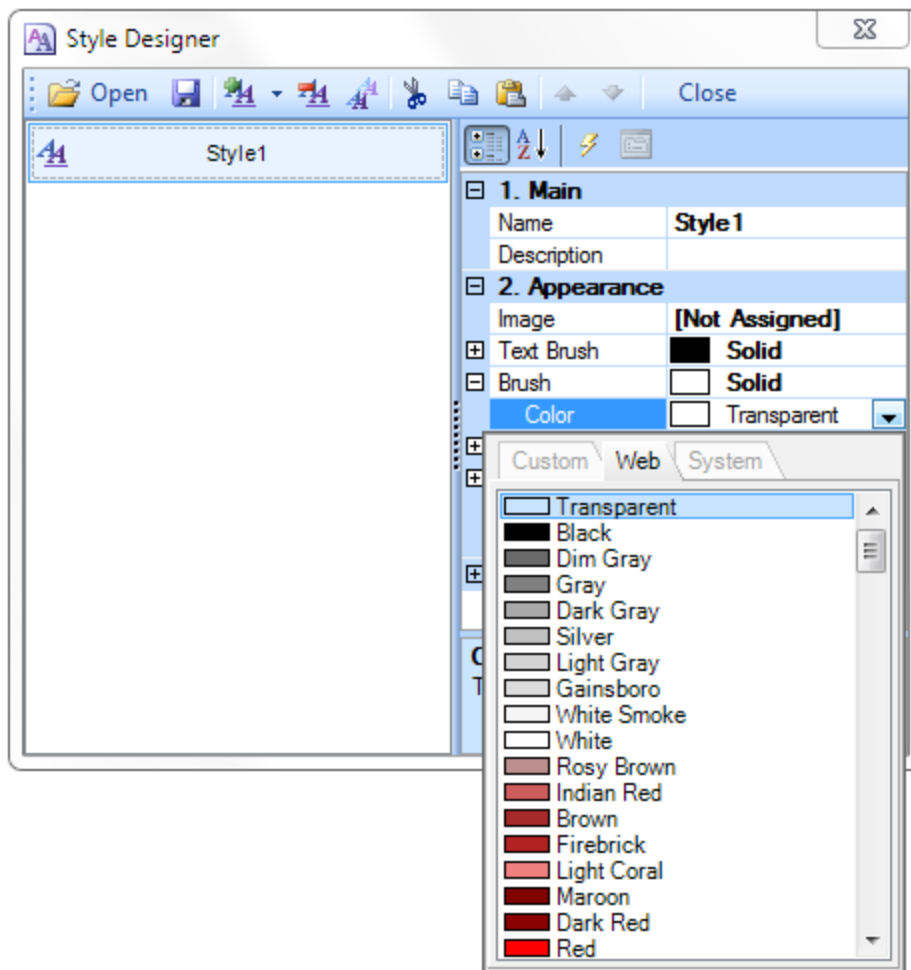 Style Designer
Open
Close
Style1
1. Main
Name Style1
Description
2. Appearance
Image [Not Assigned]
Text Brush Solid
Brush Solid
Color Transparent
Custom Web System
Transparent
Black
Dim Gray
Gray
Dark Gray
Silver
Light Gray
Gainsboro
White Smoke
White
Rosy Brown
Indian Red
Brown
Firebrick
Light Coral
Maroon
Dark Red
Red